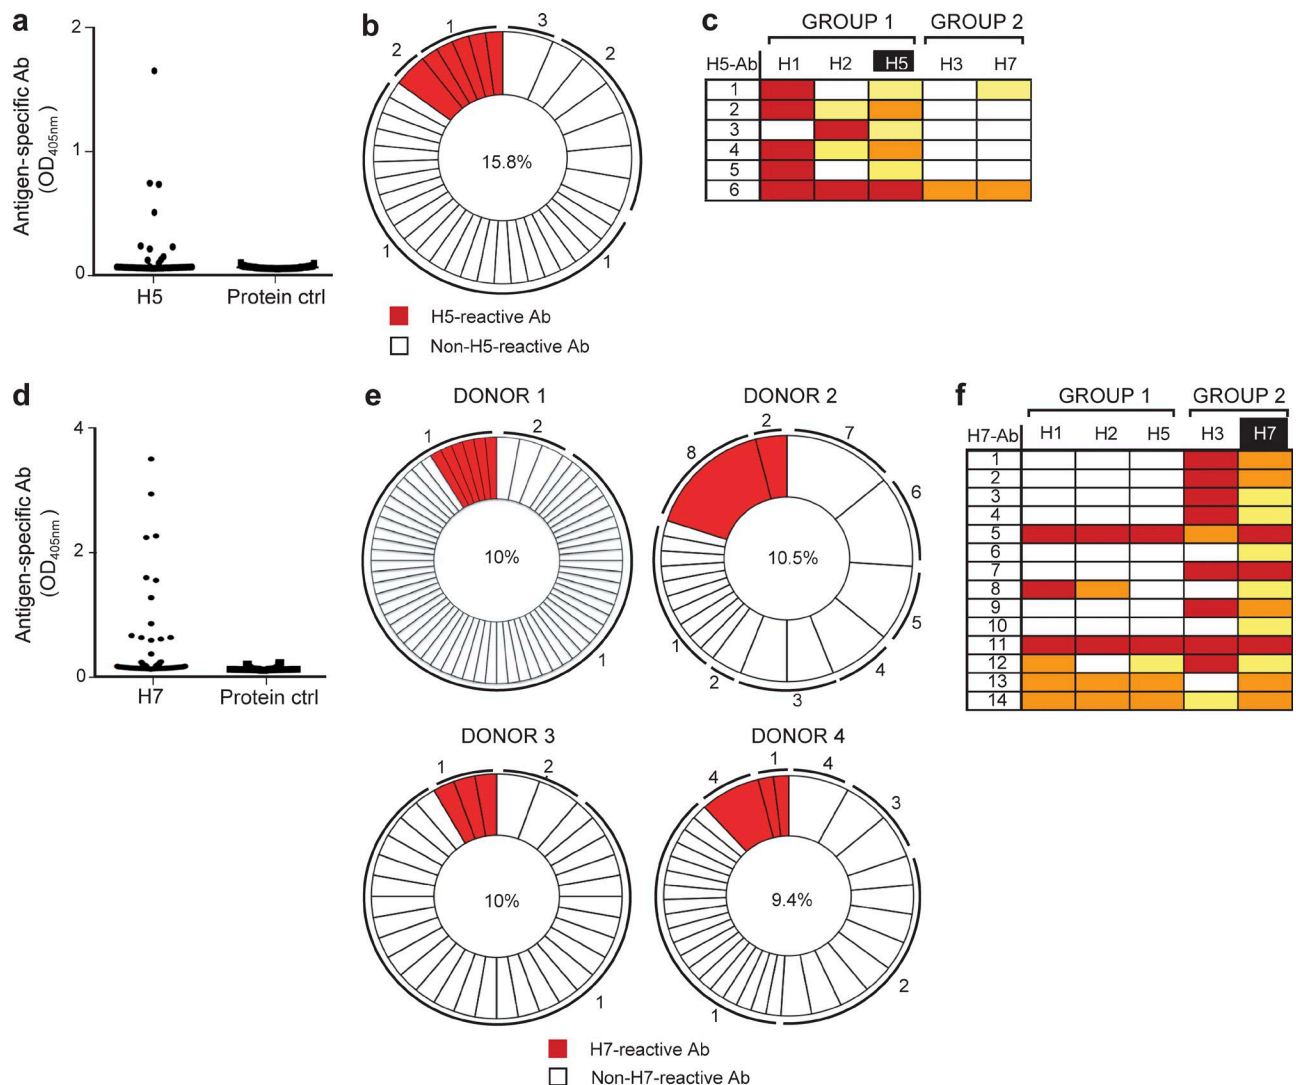 a
2
1
0
Antigen-specific Ab
(OD405nm)
H5
Protein ctrl
b
2
1
3
2
1
1
15.8%
H5-reactive Ab
Non-H5-reactive Ab
c
GROUP 1
GROUP 2
H5-Ab H1 H2 H5 H3 H7
1
2
3
4
5
6
d
4
2
0
Antigen-specific Ab
(OD405nm)
H7
Protein ctrl
e
DONOR 1
1
2
1
10%
DONOR 2
8
2
7
6
5
4
3
2
1
10.5%
DONOR 3
1
2
1
10%
DONOR 4
4
1
4
3
2
1
9.4%
H7-reactive Ab
Non-H7-reactive Ab
f
GROUP 1
GROUP 2
H7-Ab H1 H2 H5 H3 H7
1
2
3
4
5
6
7
8
9
10
11
12
13
14